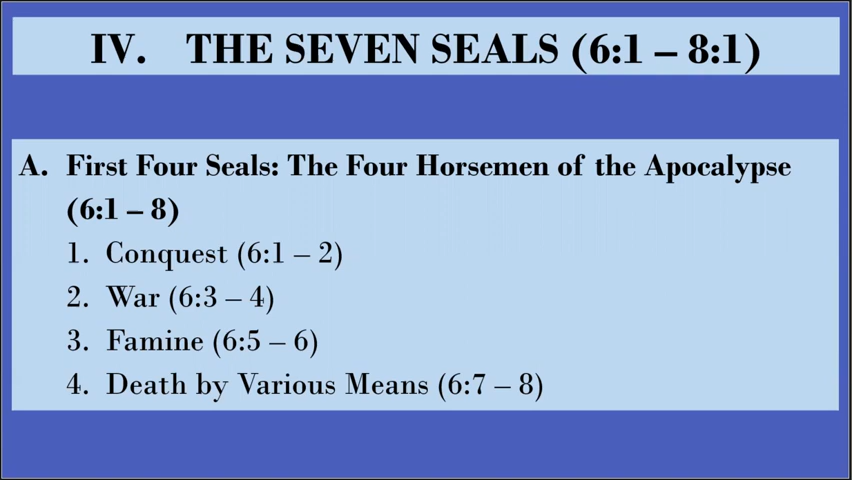 IV. THE SEVEN SEALS (6:1 – 8:1)
A. First Four Seals: The Four Horsemen of the Apocalypse
(6:1 – 8)
1. Conquest (6:1 – 2)
2. War (6:3 – 4)
3. Famine (6:5 – 6)
4. Death by Various Means (6:7 – 8)